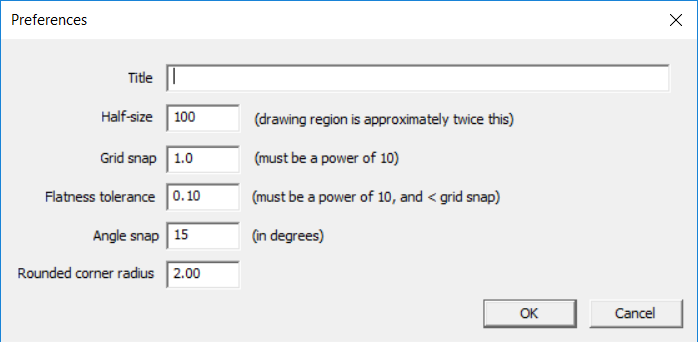 Preferences
Title
Half-size 100 (drawing region is approximately twice this)
Grid snap 1.0 (must be a power of 10)
Flatness tolerance 0.10 (must be a power of 10, and < grid snap)
Angle snap 15 (in degrees)
Rounded corner radius 2.00
OK Cancel